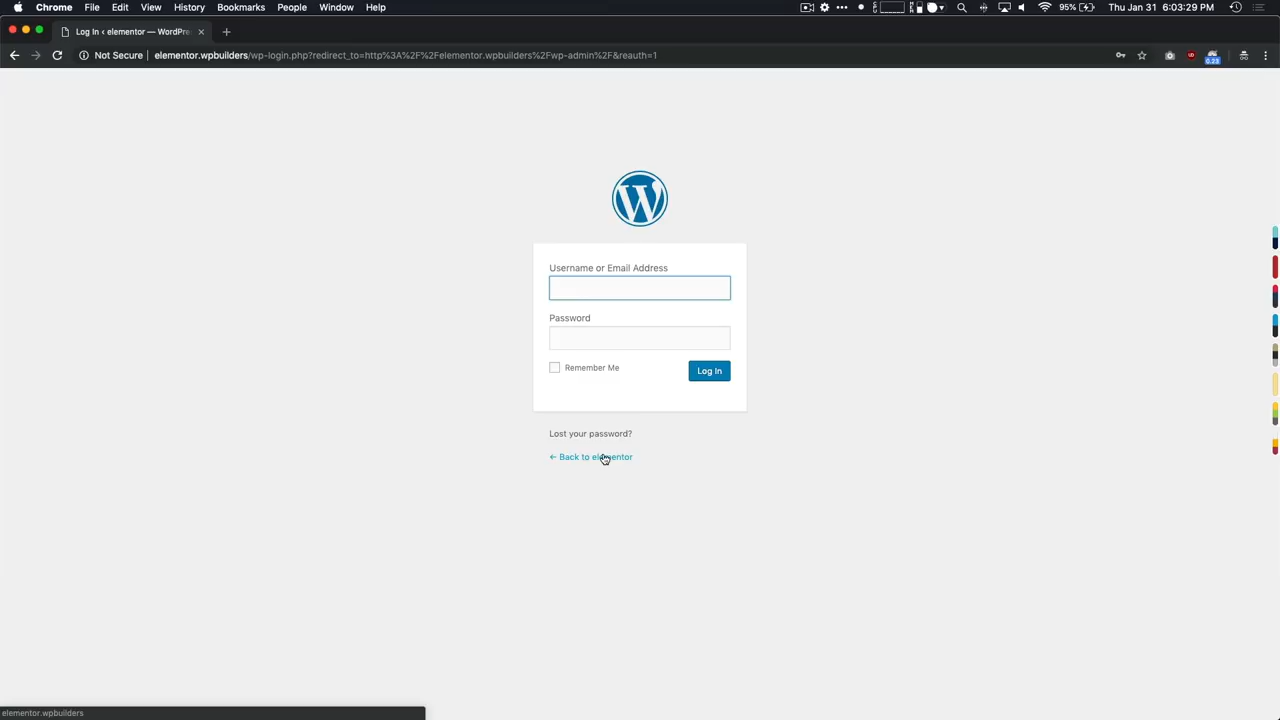 Chrome File Edit View History Bookmarks People Window Help 95% Thu Jan 31 6:03:29 PM
Log In ‹ elementor — WordPre
Not Secure elementor.wpbuilders/wp-login.php?redirect_to=http%3A%2F%2Felementor.wpbuilders%2Fwp-admin%2F&reauth=1
0.23
Username or Email Address
Password
Remember Me Log In
Lost your password?
← Back to elementor
elementor.wpbuilders